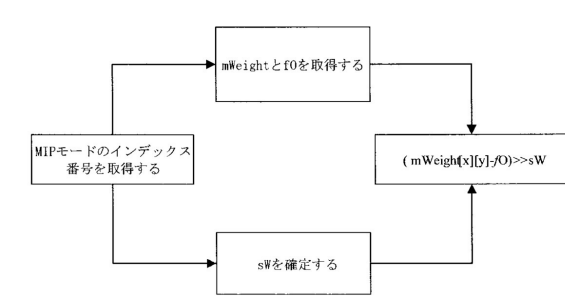 mWeightとfOを取得する
MIPモードのインデックス
番号を取得する
( mWeight[x][y]-fO)>>sW
sWを確定する